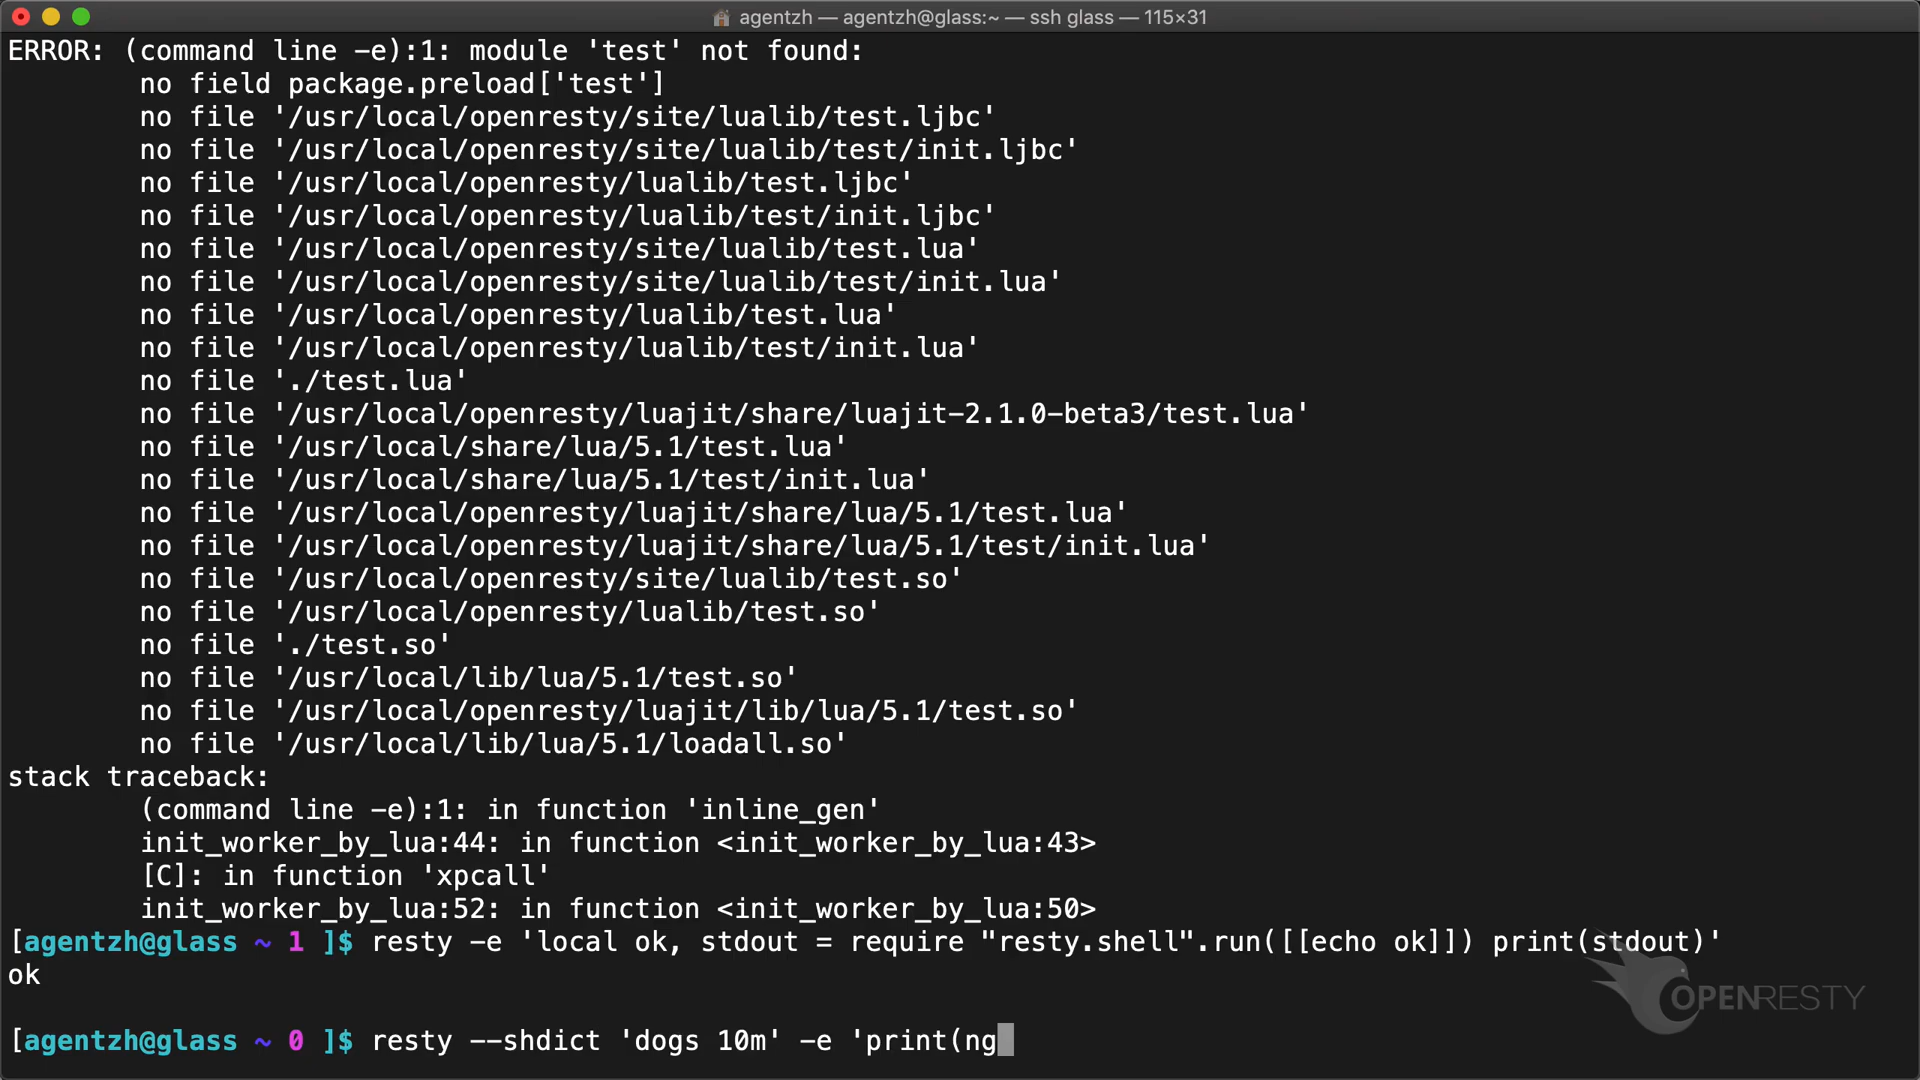 agentzh — agentzh@glass:~ — ssh glass — 115×31
ERROR: (command line -e):1: module 'test' not found:
no field package.preload['test']
no file '/usr/local/openresty/site/lualib/test.ljbc'
no file '/usr/local/openresty/site/lualib/test/init.ljbc'
no file '/usr/local/openresty/lualib/test.ljbc'
no file '/usr/local/openresty/lualib/test/init.ljbc'
no file '/usr/local/openresty/site/lualib/test.lua'
no file '/usr/local/openresty/site/lualib/test/init.lua'
no file '/usr/local/openresty/lualib/test.lua'
no file '/usr/local/openresty/lualib/test/init.lua'
no file './test.lua'
no file '/usr/local/openresty/luajit/share/luajit-2.1.0-beta3/test.lua'
no file '/usr/local/share/lua/5.1/test.lua'
no file '/usr/local/share/lua/5.1/test/init.lua'
no file '/usr/local/openresty/luajit/share/lua/5.1/test.lua'
no file '/usr/local/openresty/luajit/share/lua/5.1/test/init.lua'
no file '/usr/local/openresty/site/lualib/test.so'
no file '/usr/local/openresty/lualib/test.so'
no file './test.so'
no file '/usr/local/lib/lua/5.1/test.so'
no file '/usr/local/openresty/luajit/lib/lua/5.1/test.so'
no file '/usr/local/lib/lua/5.1/loadall.so'
stack traceback:
(command line -e):1: in function 'inline_gen'
init_worker_by_lua:44: in function <init_worker_by_lua:43>
[C]: in function 'xpcall'
init_worker_by_lua:52: in function <init_worker_by_lua:50>
[agentzh@glass ~ 1 ]$ resty -e 'local ok, stdout = require "resty.shell".run([[echo ok]]) print(stdout)'
ok
OPENRESTY
[agentzh@glass ~ 0 ]$ resty --shdict 'dogs 10m' -e 'print(ng